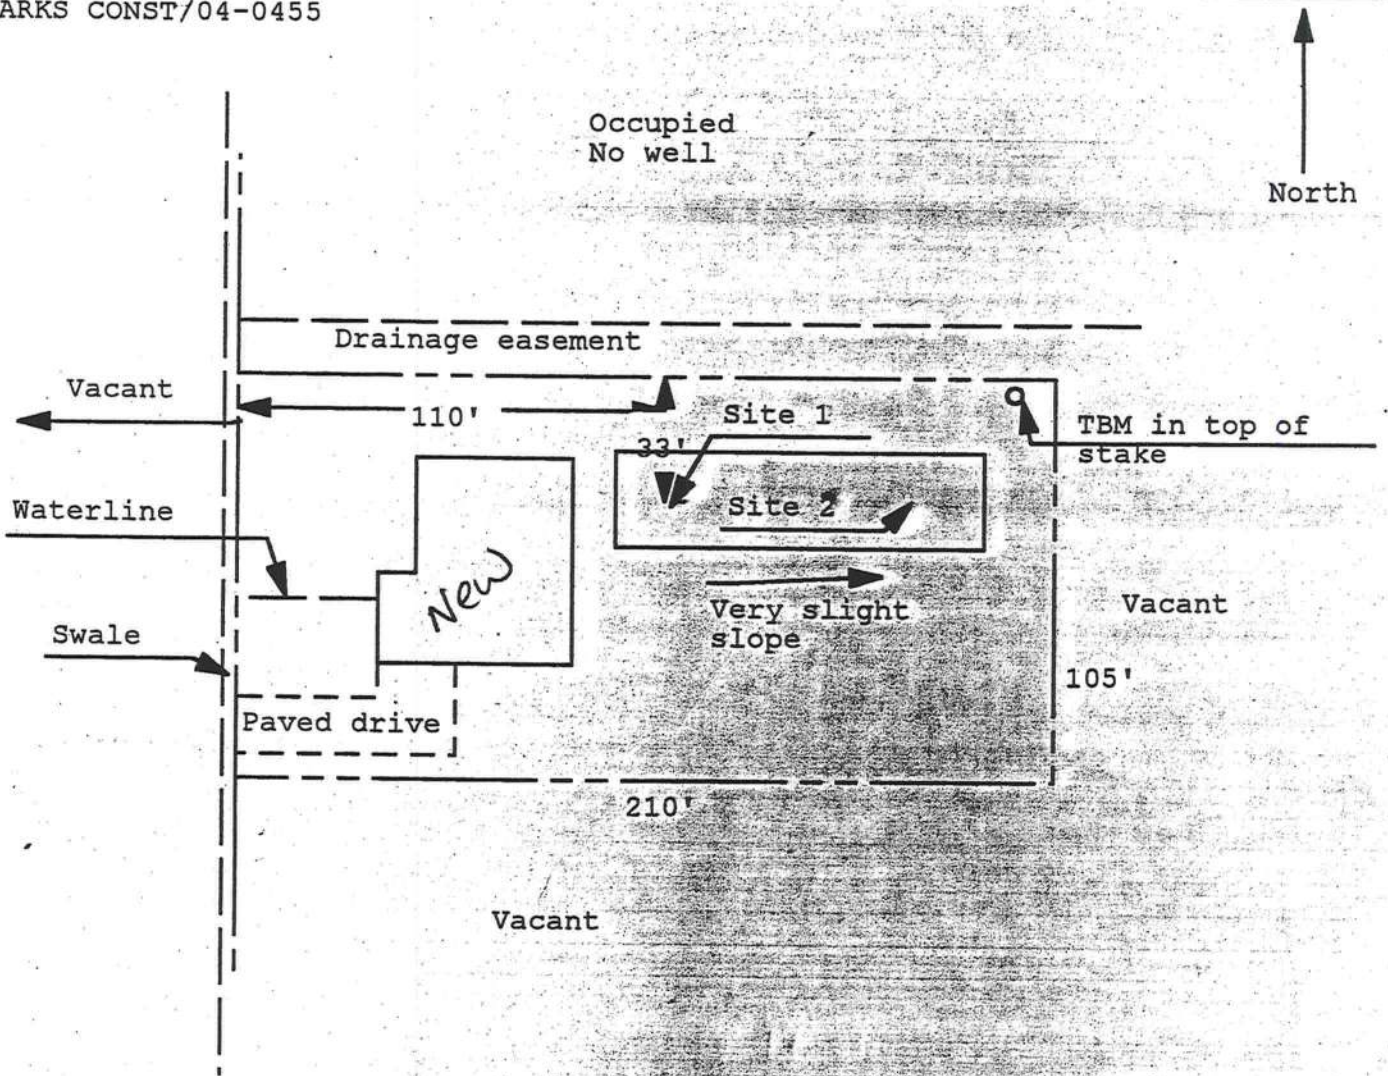 ARKS CONST/04-0455
Occupied
No well
North
Drainage easement
Vacant
110'
Site 1
TBM in top of
stake
33'
Waterline
Site 2
New
Very slight
slope
Vacant
Swale
105'
Paved drive
210'
Vacant